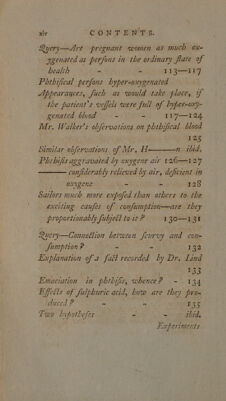 xiv CONTENTS.
Query—Are pregnant women as much ox-
ygenated as persons in the ordinary state of
health - - 113—117
Phthisical persons hyper-oxygenated
Appearances, such as would take place, if
the patient's vessels were full of hyper-oxy-
genated blood - 117—124
Mr. Walker's observations on phthisical blood
125
Similar observations of Mr. H———n ibid.
Phthisis aggravated by oxygene air 126—127
——— considerably relieved by air, deficient in
oxygene - - 128
Sailors much more exposed than others to the
exciting causes of consumption—are they
proportionably subject to it? 130—131
Query—Connection between scurvy and con-
sumption? - - 132
Explanation of a fact recorded by Dr. Lind
133
Emaciation in phthisis, whence? - 134
Effects of sulphuric acid, how are they pro-
duced? - - 135
Two hypotheses - - ibid.
Experiments